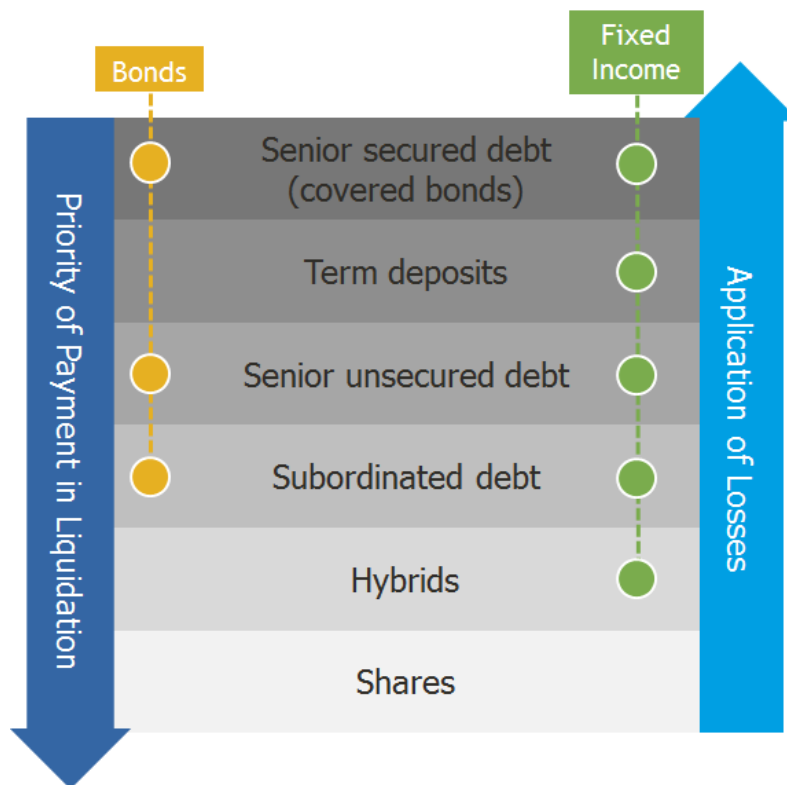 Bonds
Fixed
Income
Priority of Payment in Liquidation
Senior secured debt
(covered bonds)
Term deposits
Senior unsecured debt
Subordinated debt
Hybrids
Shares
Application of Losses